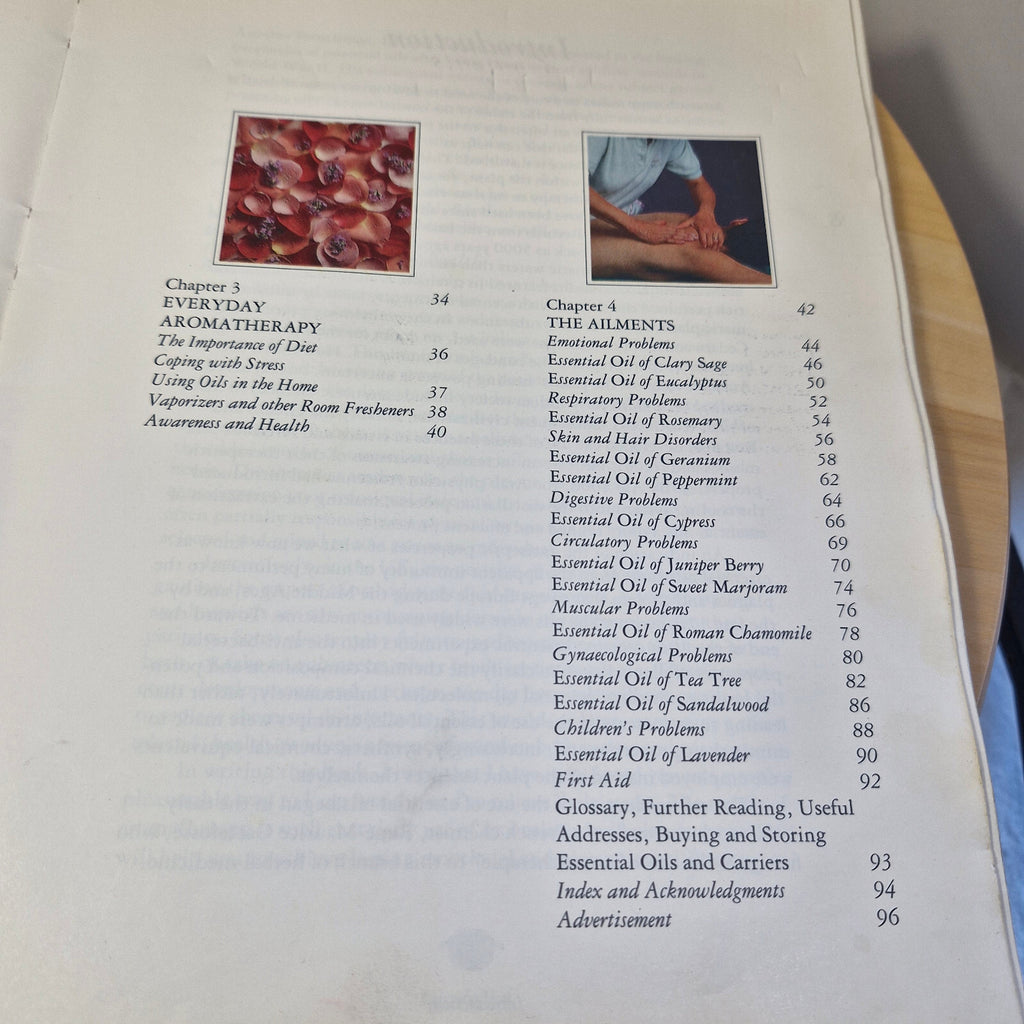 Chapter 3 34
EVERYDAY
AROMATHERAPY
The Importance of Diet 36
Coping with Stress
Using Oils in the Home 37
Vaporizers and other Room Fresheners 38
Awareness and Health 40
Chapter 4 42
THE AILMENTS
Emotional Problems 44
Essential Oil of Clary Sage 46
Essential Oil of Eucalyptus 50
Respiratory Problems 52
Essential Oil of Rosemary 54
Skin and Hair Disorders 56
Essential Oil of Geranium 58
Essential Oil of Peppermint 62
Digestive Problems 64
Essential Oil of Cypress 66
Circulatory Problems 69
Essential Oil of Juniper Berry 70
Essential Oil of Sweet Marjoram 74
Muscular Problems 76
Essential Oil of Roman Chamomile 78
Gynaecological Problems 80
Essential Oil of Tea Tree 82
Essential Oil of Sandalwood 86
Children's Problems 88
Essential Oil of Lavender 90
First Aid 92
Glossary, Further Reading, Useful
Addresses, Buying and Storing
Essential Oils and Carriers 93
Index and Acknowledgments 94
Advertisement 96